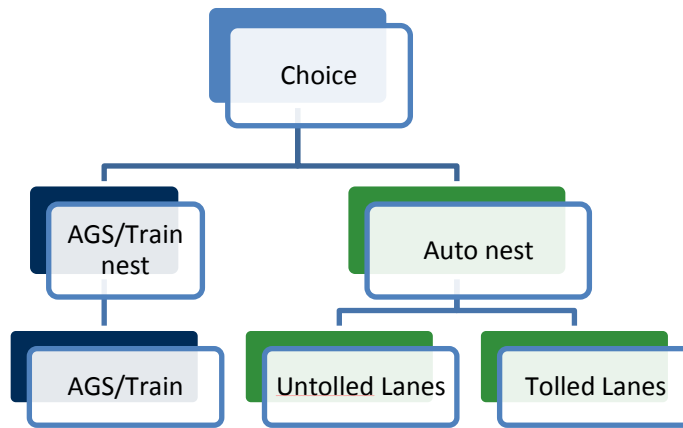 Choice
AGS/Train
nest
Auto nest
AGS/Train
Untolled Lanes
Tolled Lanes